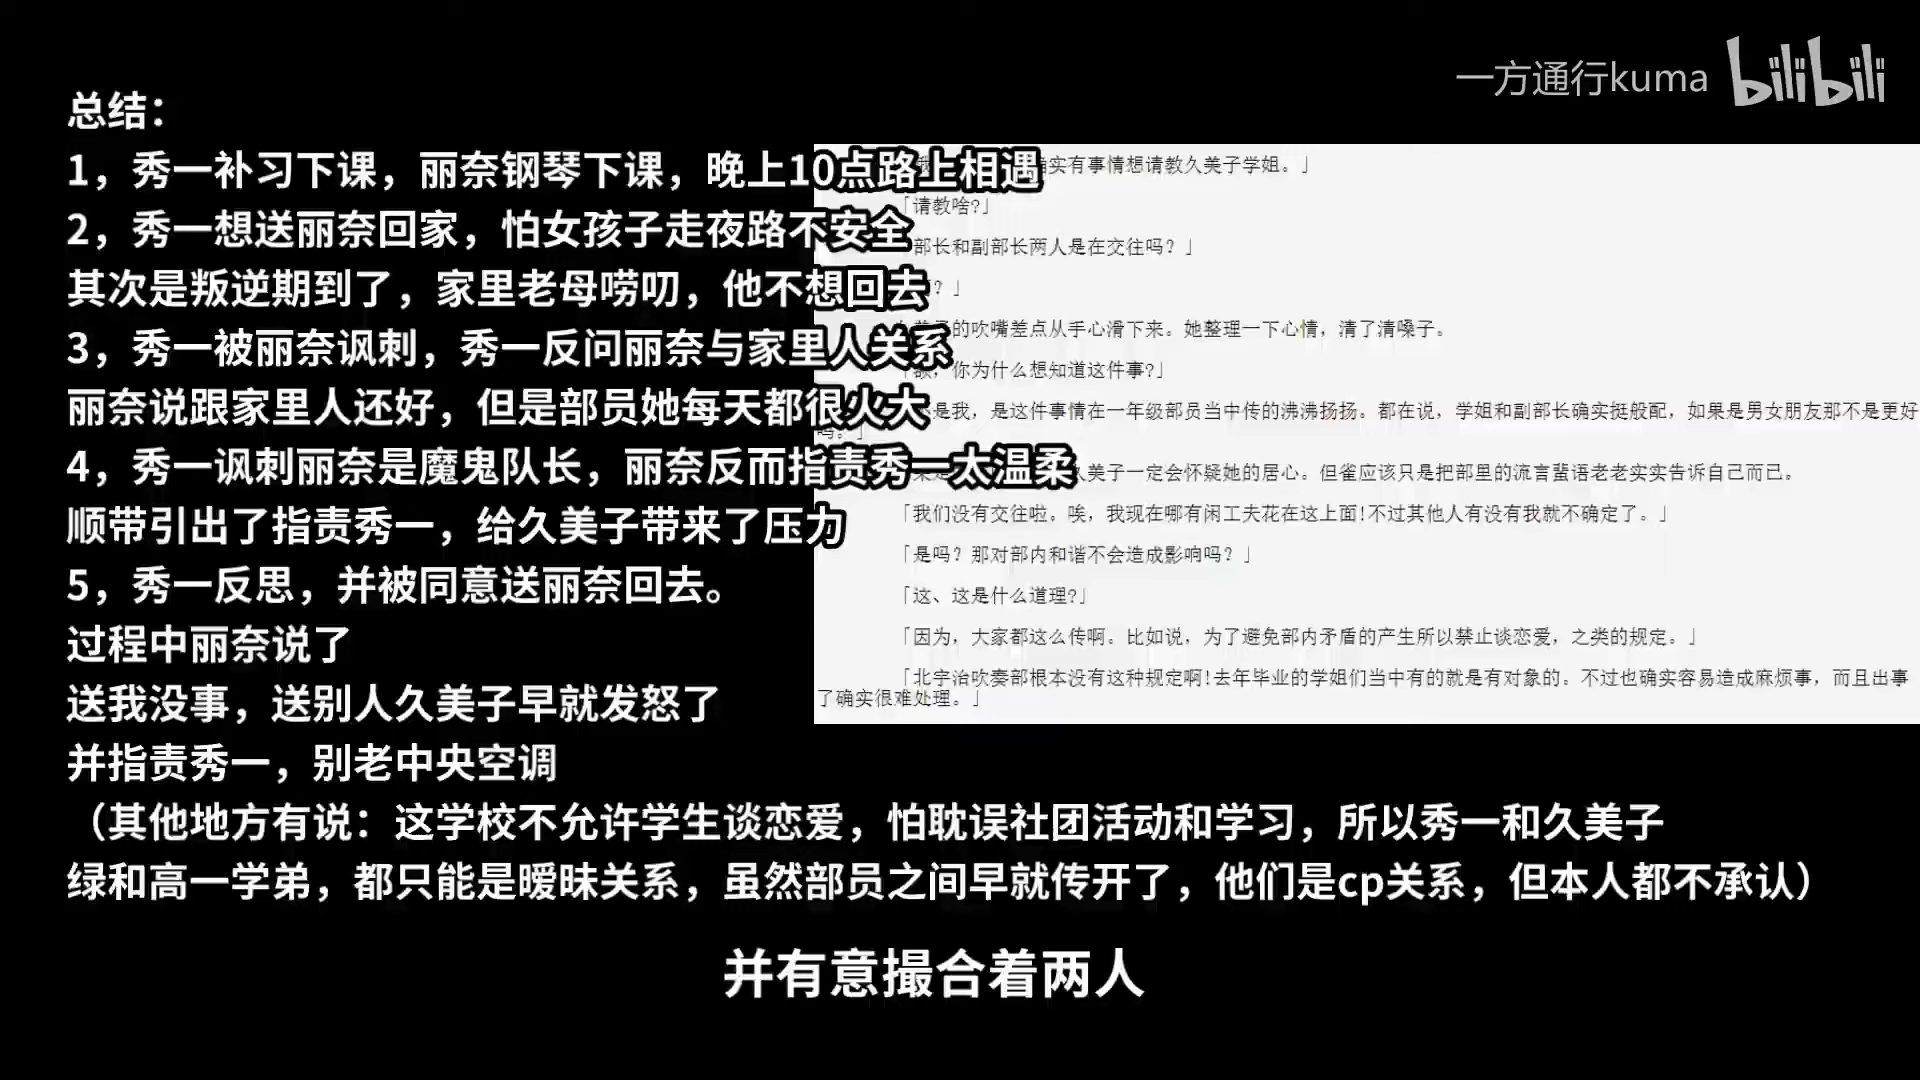 一方通行kuma bilibili
总结：
1，秀一补习下课，丽奈钢琴下课，晚上10点路上相遇
2，秀一想送丽奈回家，怕女孩子走夜路不安全
其次是叛逆期到了，家里老母唠叨，他不想回去
3，秀一被丽奈讽刺，秀一反问丽奈与家里人关系
丽奈说跟家里人还好，但是部员她每天都很火大
4，秀一讽刺丽奈是魔鬼队长，丽奈反而指责秀一太温柔
顺带引出了指责秀一，给久美子带来了压力
5，秀一反思，并被同意送丽奈回去。
过程中丽奈说了
送我没事，送别人久美子早就发怒了
并指责秀一，别老中央空调
（其他地方有说：这学校不允许学生谈恋爱，怕耽误社团活动和学习，所以秀一和久美子
绿和高一学弟，都只能是暧昧关系，虽然部员之间早就传开了，他们是cp关系，但本人都不承认）
确实有事情想请教久美子学姐。」
「请教啥?」
部长和副部长两人是在交往吗？」
？」
的吹嘴差点从手心滑下来。她整理一下心情，清了清嗓子。
，你为什么想知道这件事?」
是我，是这件事情在一年级部员当中传的沸沸扬扬。都在说，学姐和副部长确实挺般配，如果是男女朋友那不是更好
吗。」
久美子一定会怀疑她的居心。但雀应该只是把部里的流言蜚语老老实实告诉自己而已。
「我们没有交往啦。唉，我现在哪有闲工夫花在这上面!不过其他人有没有我就不确定了。」
「是吗？那对部内和谐不会造成影响吗？」
「这、这是什么道理?」
「因为，大家都这么传啊。比如说，为了避免部内矛盾的产生所以禁止谈恋爱，之类的规定。」
「北宇治吹奏部根本没有这种规定啊!去年毕业的学姐们当中有的就是有对象的。不过也确实容易造成麻烦事，而且出事
了确实很难处理。」
并有意撮合着两人